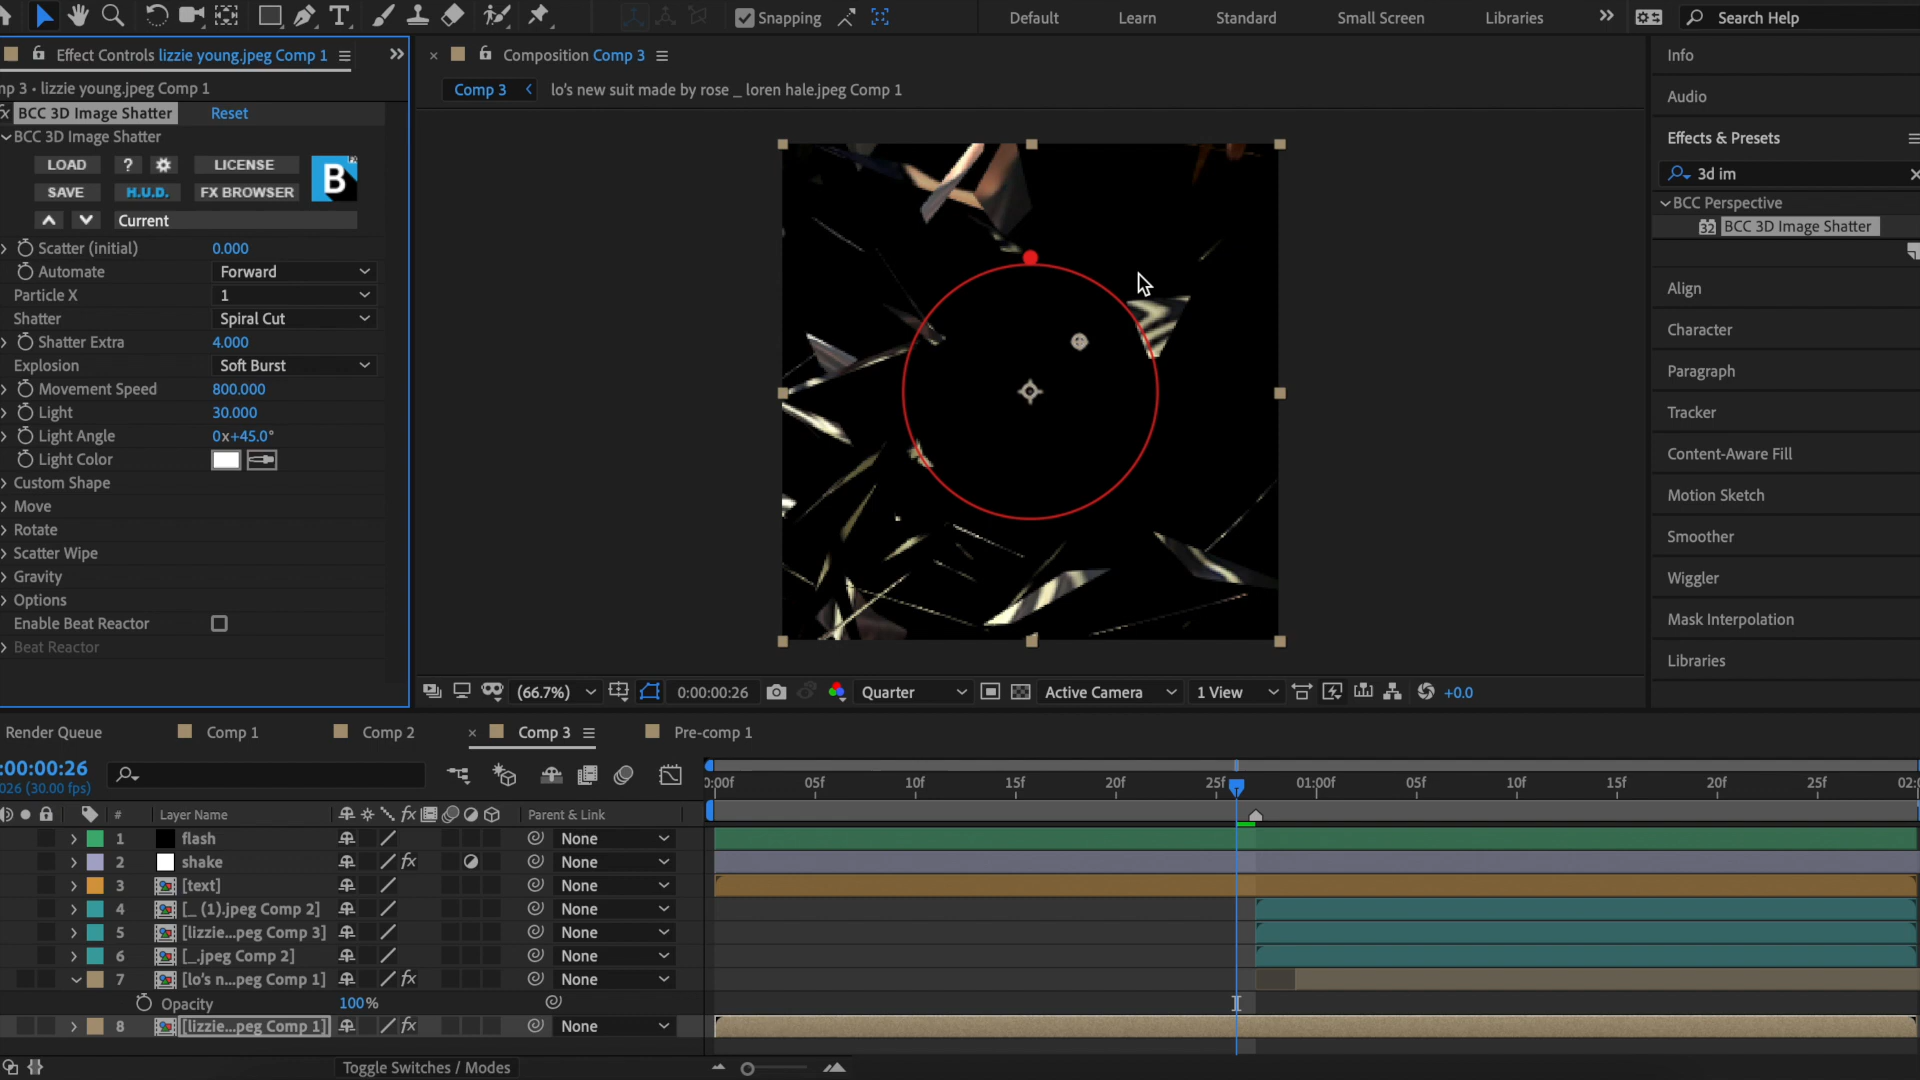 Snapping
Default
Learn
Standard
Small Screen
Libraries
Search Help
Effect Controls lizzie young.jpeg Comp 1
Composition Comp 3
Info
mp 3 • lizzie young.jpeg Comp 1
Comp 3
lo's new suit made by rose _ loren hale.jpeg Comp 1
Audio
BCC 3D Image Shatter
Reset
BCC 3D Image Shatter
Effects & Presets
LOAD
?
LICENSE
B
3d im
SAVE
H.U.D.
FX BROWSER
BCC Perspective
Current
32
BCC 3D Image Shatter
Scatter (initial) 0.000
Automate Forward
Particle X 1
Align
Shatter Spiral Cut
Character
Shatter Extra 4.000
Explosion Soft Burst
Paragraph
Movement Speed 800.000
Light 30.000
Tracker
Light Angle 0x+45.0°
Light Color
Content-Aware Fill
Custom Shape
Motion Sketch
Move
Rotate
Smoother
Scatter Wipe
Gravity
Wiggler
Options
Enable Beat Reactor
Mask Interpolation
Beat Reactor
Libraries
(66.7%)
0:00:00:26
Quarter
Active Camera
1 View
+0.0
Render Queue
Comp 1
Comp 2
Comp 3
Pre-comp 1
:00:00:26
026 (30.00 fps)
0:00f
05f
10f
15f
20f
25f
01:00f
05f
10f
15f
20f
25f
02:0
# Layer Name
Parent & Link
1 flash None
2 shake None
3 [text] None
4 [_ (1).jpeg Comp 2] None
5 [lizzie...peg Comp 3] None
6 [_.jpeg Comp 2] None
7 [lo's n...peg Comp 1] None
Opacity 100%
8 [lizzie...peg Comp 1] None
Toggle Switches / Modes